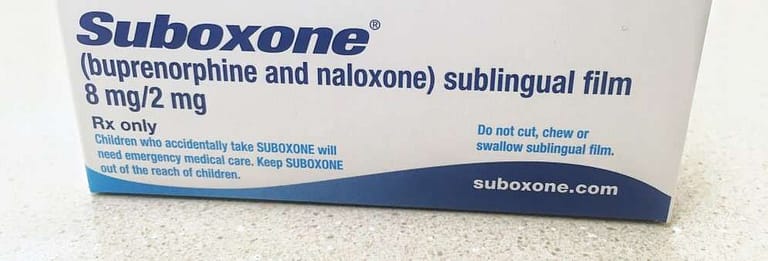 Suboxone®
(buprenorphine and naloxone) sublingual film
8 mg/2 mg
Rx only
Children who accidentally take SUBOXONE will
need emergency medical care. Keep SUBOXONE
out of the reach of children.
Do not cut, chew or
swallow sublingual film.
suboxone.com